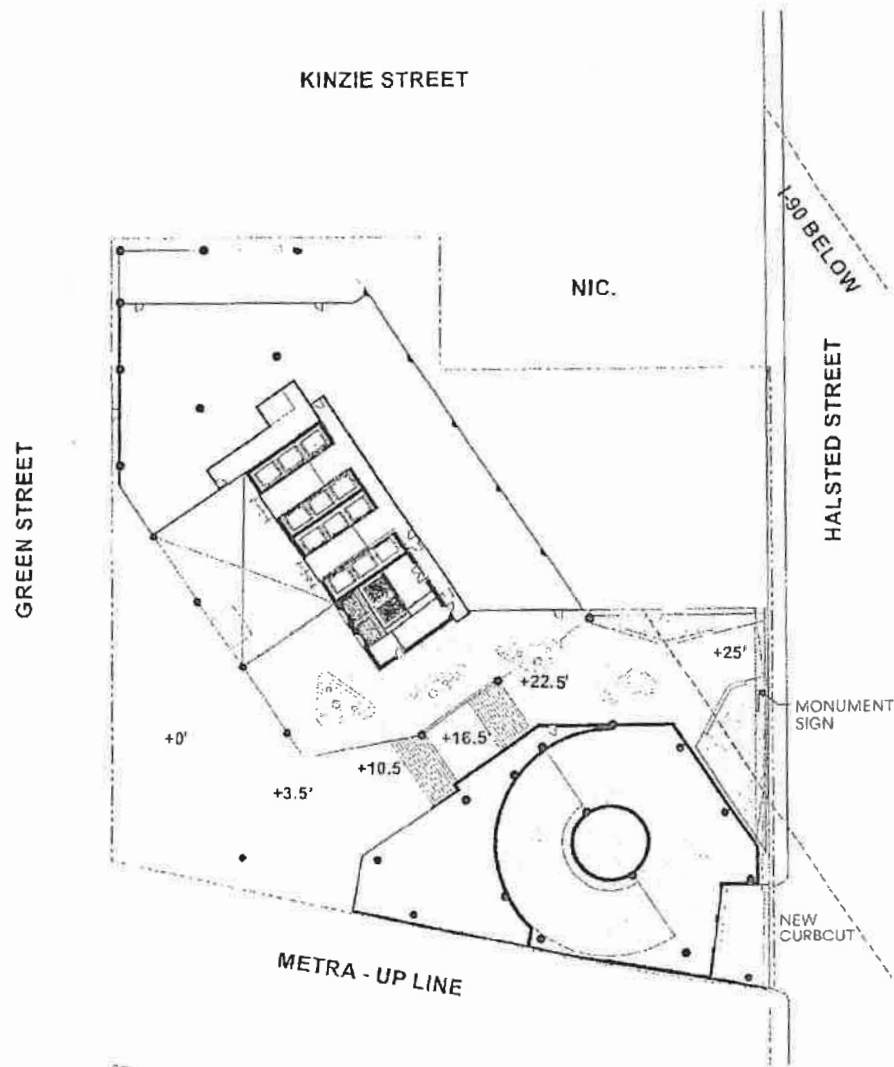 KINZIE STREET
I-90 BELOW
NIC.
HALSTED STREET
GREEN STREET
+25'
+22.5'
MONUMENT
SIGN
+16.5'
+0'
+10.5'
+3.5'
NEW
CURBCUT
METRA - UP LINE